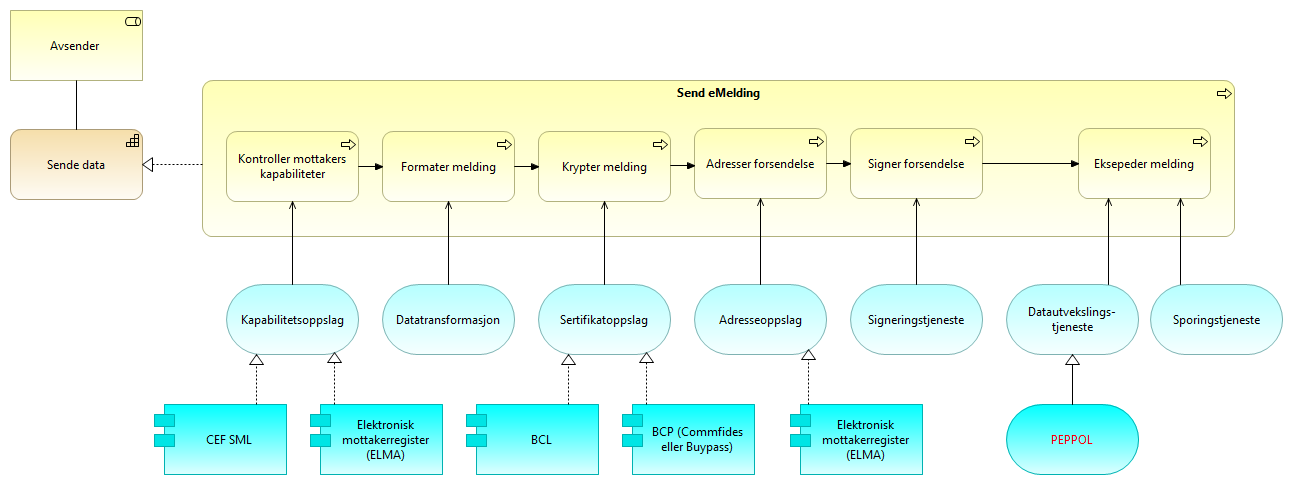 Avsender
Send eMelding
Sende data
Kontroller mottakers
kapabiliteter
Formater melding
Krypter melding
Adresser forsendelse
Signer forsendelse
Eksepeder melding
Kapabilitetsoppslag
Datatransformasjon
Sertifikatoppslag
Adresseoppslag
Signeringstjeneste
Datautvekslings-
tjeneste
Sporingstjeneste
CEF SML
Elektronisk
mottakerregister
(ELMA)
BCL
BCP (Commfides
eller Buypass)
Elektronisk
mottakerregister
(ELMA)
PEPPOL